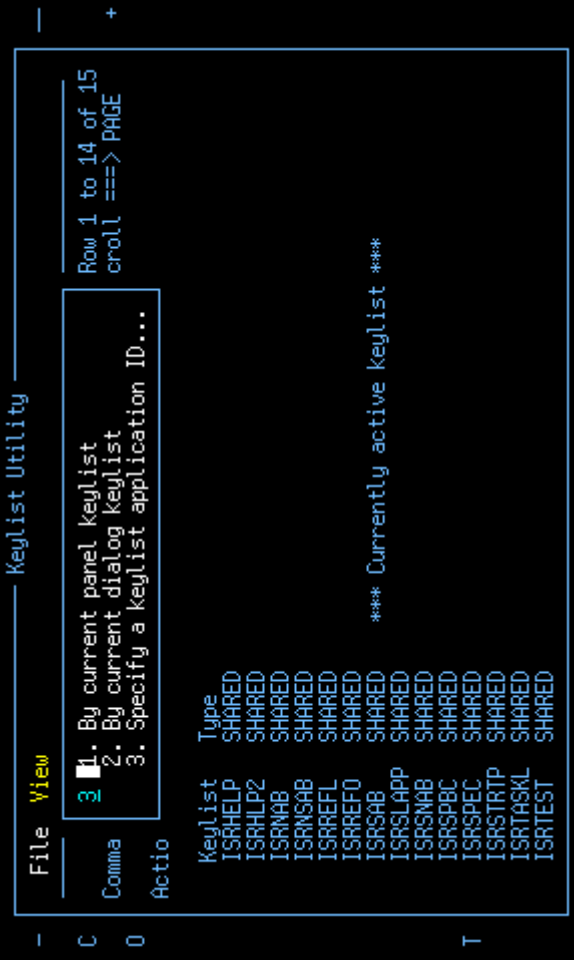 Keylist Utility
File View
C 3 1. By current panel keylist Row 1 to 14 of 15
Comma 2. By current dialog keylist croll ===> PAGE +
O 3. Specify a keylist application ID...
Actio
Keylist Type
ISRHELP SHARED
ISRHLP2 SHARED
ISRNAB SHARED
ISRNSAB SHARED
ISRREFL SHARED
ISRREFO SHARED
ISRSAB SHARED *** Currently active keylist ***
ISRSLAPP SHARED
ISRSNAB SHARED
ISRSPBC SHARED
T ISRSPEC SHARED
ISRSTRTP SHARED
ISRTASKL SHARED
ISRTEST SHARED